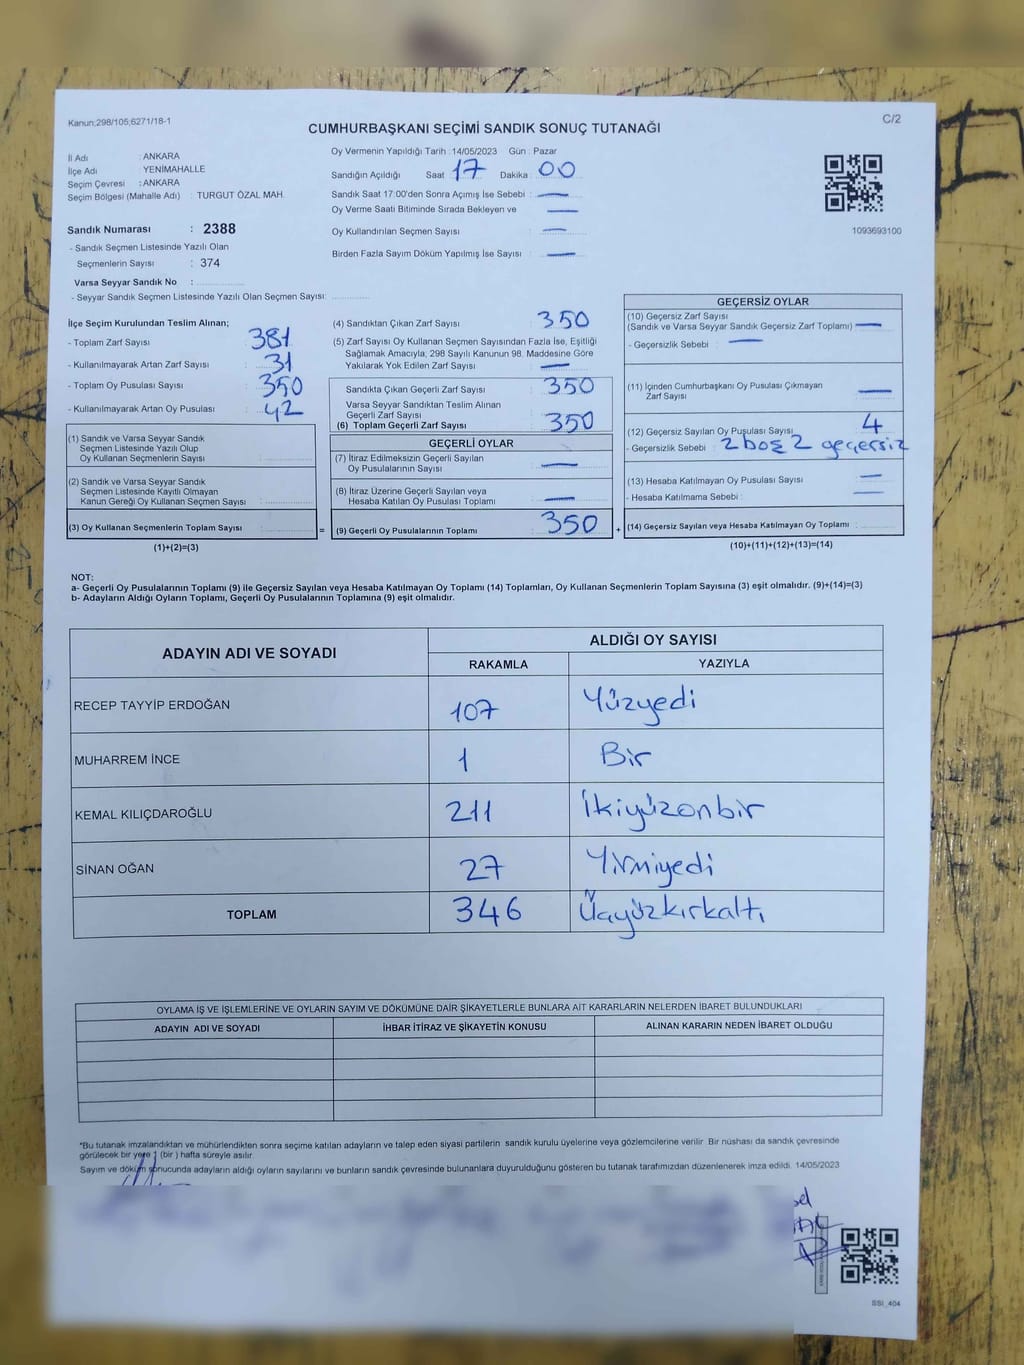 Kanun;298/105;6271/18-1
C/2
CUMHURBAŞKANI SEÇİMİ SANDIK SONUÇ TUTANAĞI
İl Adı : ANKARA
İlçe Adı : YENİMAHALLE
Seçim Çevresi : ANKARA
Seçim Bölgesi (Mahalle Adı) : TURGUT ÖZAL MAH.
Oy Vermenin Yapıldığı Tarih : 14/05/2023 Gün : Pazar
Sandığın Açıldığı Saat 17 Dakika 00
Sandık Saat 17:00'den Sonra Açımış İse Sebebi : —
Oy Verme Saati Bitiminde Sırada Bekleyen ve —
Oy Kullandırılan Seçmen Sayısı —
Birden Fazla Sayım Döküm Yapılmış İse Sayısı : —
1093693100
Sandık Numarası : 2388
- Sandık Seçmen Listesinde Yazılı Olan
Seçmenlerin Sayısı : 374
Varsa Seyyar Sandık No :
- Seyyar Sandık Seçmen Listesinde Yazılı Olan Seçmen Sayısı:
İlçe Seçim Kurulundan Teslim Alınan;
- Toplam Zarf Sayısı : 381
- Kullanılmayarak Artan Zarf Sayısı : 31
- Toplam Oy Pusulası Sayısı : 350
- Kullanılmayarak Artan Oy Pusulası : 42
(1) Sandık ve Varsa Seyyar Sandık
Seçmen Listesinde Yazılı Olup
Oy Kullanan Seçmenlerin Sayısı :
(2) Sandık ve Varsa Seyyar Sandık
Seçmen Listesinde Kayıtlı Olmayan
Kanun Gereği Oy Kullanan Seçmen Sayısı :
(3) Oy Kullanan Seçmenlerin Toplam Sayısı :
(1)+(2)=(3)
(4) Sandıktan Çıkan Zarf Sayısı : 350
(5) Zarf Sayısı Oy Kullanan Seçmen Sayısından Fazla İse, Eşitliği
Sağlamak Amacıyla, 298 Sayılı Kanunun 98. Maddesine Göre
Yakılarak Yok Edilen Zarf Sayısı : —
Sandıkta Çıkan Geçerli Zarf Sayısı : 350
Varsa Seyyar Sandıktan Teslim Alınan
Geçerli Zarf Sayısı
(6) Toplam Geçerli Zarf Sayısı : 350
GEÇERLİ OYLAR
(7) İtiraz Edilmeksizin Geçerli Sayılan
Oy Pusulalarının Sayısı : —
(8) İtiraz Üzerine Geçerli Sayılan veya
Hesaba Katılan Oy Pusulası Toplamı : —
= (9) Geçerli Oy Pusulalarının Toplamı : 350
GEÇERSİZ OYLAR
(10) Geçersiz Zarf Sayısı
(Sandık ve Varsa Seyyar Sandık Geçersiz Zarf Toplamı) —
- Geçersizlik Sebebi : —
(11) İçinden Cumhurbaşkanı Oy Pusulası Çıkmayan
Zarf Sayısı —
(12) Geçersiz Sayılan Oy Pusulası Sayısı : 4
- Geçersizlik Sebebi : 2 boş 2 geçersiz
(13) Hesaba Katılmayan Oy Pusulası Sayısı : —
- Hesaba Katılmama Sebebi : —
+ (14) Geçersiz Sayılan veya Hesaba Katılmayan Oy Toplamı :
(10)+(11)+(12)+(13)=(14)
NOT:
a- Geçerli Oy Pusulalarının Toplamı (9) ile Geçersiz Sayılan veya Hesaba Katılmayan Oy Toplamı (14) Toplamları, Oy Kullanan Seçmenlerin Toplam Sayısına (3) eşit olmalıdır. (9)+(14)=(3)
b- Adayların Aldığı Oyların Toplamı, Geçerli Oy Pusulalarının Toplamına (9) eşit olmalıdır.
ADAYIN ADI VE SOYADI
ALDIĞI OY SAYISI
RAKAMLA YAZIYLA
RECEP TAYYİP ERDOĞAN 107 Yüzyedi
MUHARREM İNCE 1 Bir
KEMAL KILIÇDAROĞLU 211 İkiyüzonbir
SİNAN OĞAN 27 Yirmiyedi
TOPLAM 346 Üçyüzkırkaltı
OYLAMA İŞ VE İŞLEMLERİNE VE OYLARIN SAYIM VE DÖKÜMÜNE DAİR ŞİKAYETLERLE BUNLARA AİT KARARLARIN NELERDEN İBARET BULUNDUKLARI
ADAYIN ADI VE SOYADI İHBAR İTİRAZ VE ŞİKAYETİN KONUSU ALINAN KARARIN NEDEN İBARET OLDUĞU
*Bu tutanak imzalandıktan ve mühürlendikten sonra seçime katılan adayların ve talep eden siyasi partilerin sandık kurulu üyelerine veya gözlemcilerine verilir. Bir nüshası da sandık çevresinde
görülecek bir yere 1 (bir ) hafta süreyle asılır.
Sayım ve döküm sonucunda adayların aldığı oyların sayılarını ve bunların sandık çevresinde bulunanlara duyurulduğunu gösteren bu tutanak tarafımızdan düzenlenerek imza edildi. 14/05/2023
SSI_404